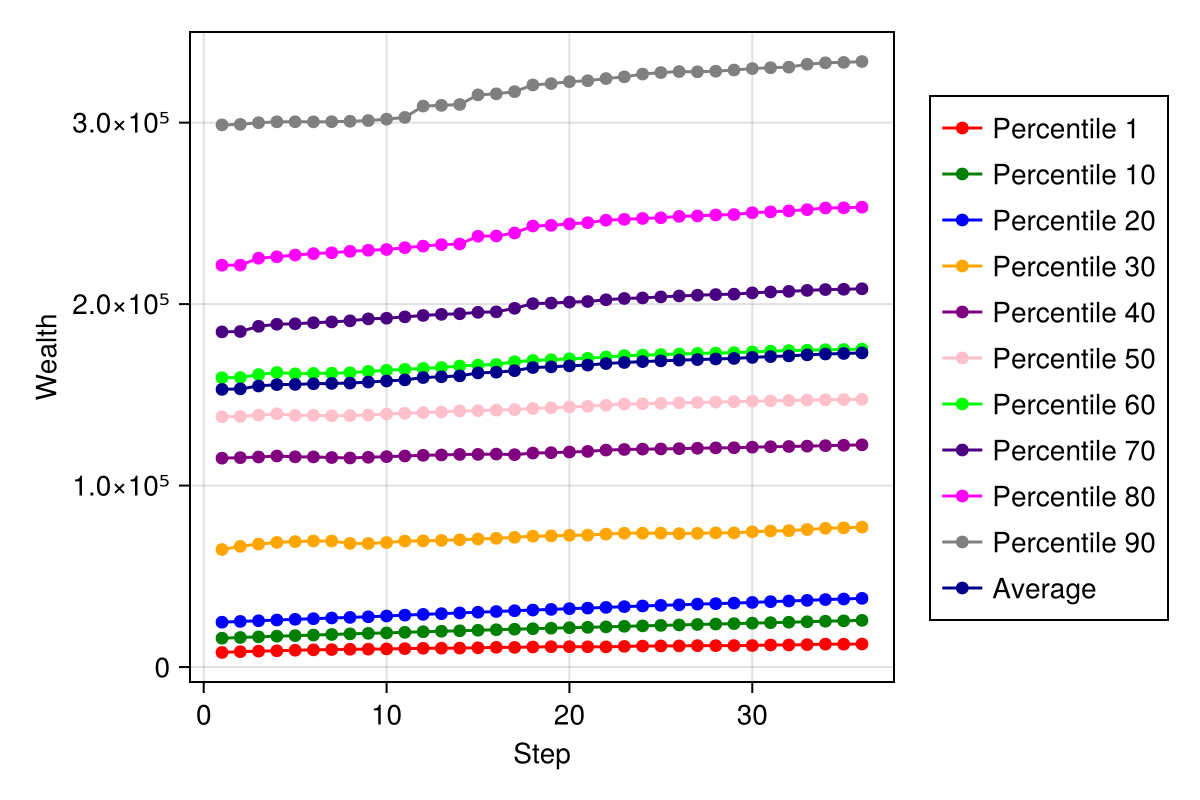 Wealth
3.0×10⁵
2.0×10⁵
1.0×10⁵
0
0 10 20 30
Step
Percentile 1
Percentile 10
Percentile 20
Percentile 30
Percentile 40
Percentile 50
Percentile 60
Percentile 70
Percentile 80
Percentile 90
Average